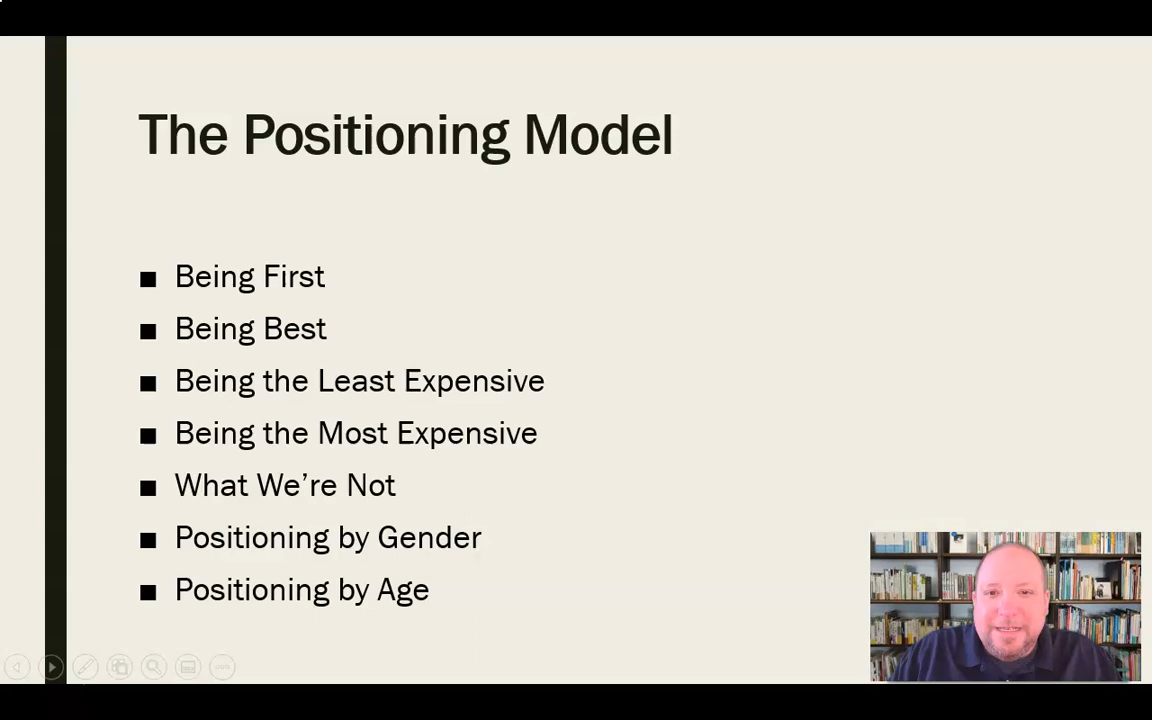 The Positioning Model
■ Being First
■ Being Best
■ Being the Least Expensive
■ Being the Most Expensive
■ What We’re Not
■ Positioning by Gender
■ Positioning by Age